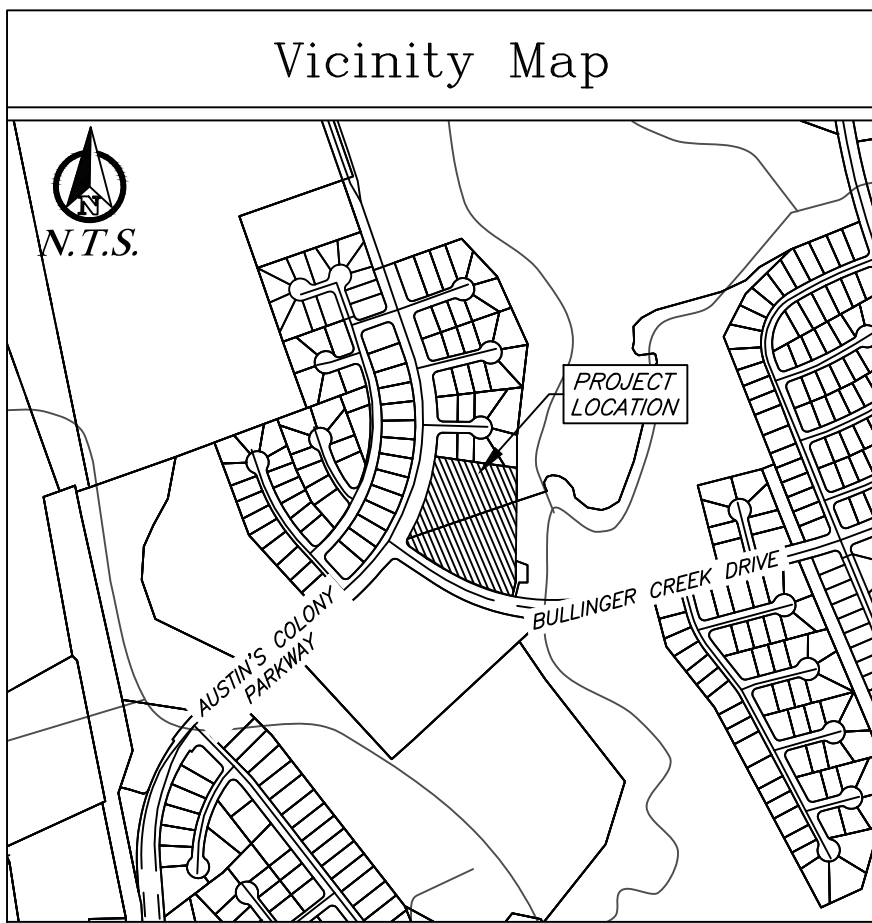 Vicinity Map
N
N.T.S.
PROJECT
LOCATION
BULLINGER CREEK DRIVE
AUSTIN'S COLONY
PARKWAY